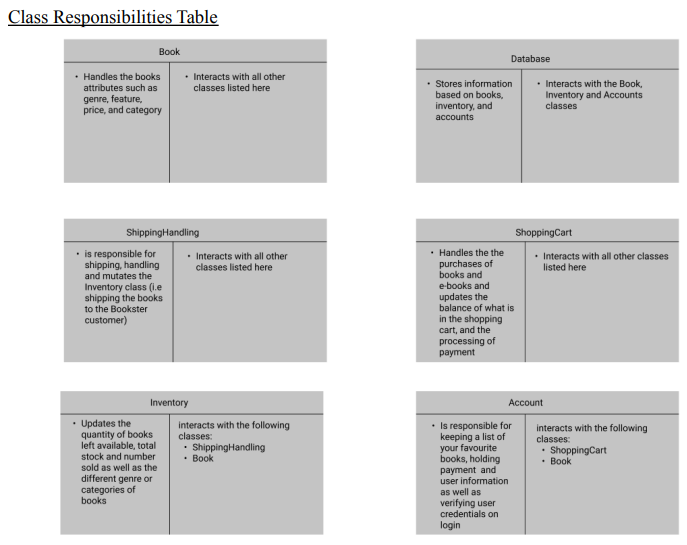 Class Responsibilities Table
Book
• Handles the books
attributes such as
genre, feature,
price, and category
• Interacts with all other
classes listed here
Database
• Stores information
based on books,
inventory, and
accounts
• Interacts with the Book,
Inventory and Accounts
classes
ShippingHandling
• is responsible for
shipping, handling
and mutates the
Inventory class (i.e
shipping the books
to the Bookster
customer)
• Interacts with all other
classes listed here
ShoppingCart
• Handles the the
purchases of
books and
e-books and
updates the
balance of what is
in the shopping
cart, and the
processing of
payment
• Interacts with all other classes
listed here
Inventory
• Updates the
quantity of books
left available, total
stock and number
sold as well as the
different genre or
categories of
books
interacts with the following
classes:
• ShippingHandling
• Book
Account
• Is responsible for
keeping a list of
your favourite
books, holding
payment and
user information
as well as
verifying user
credentials on
login
interacts with the following
classes:
• ShoppingCart
• Book